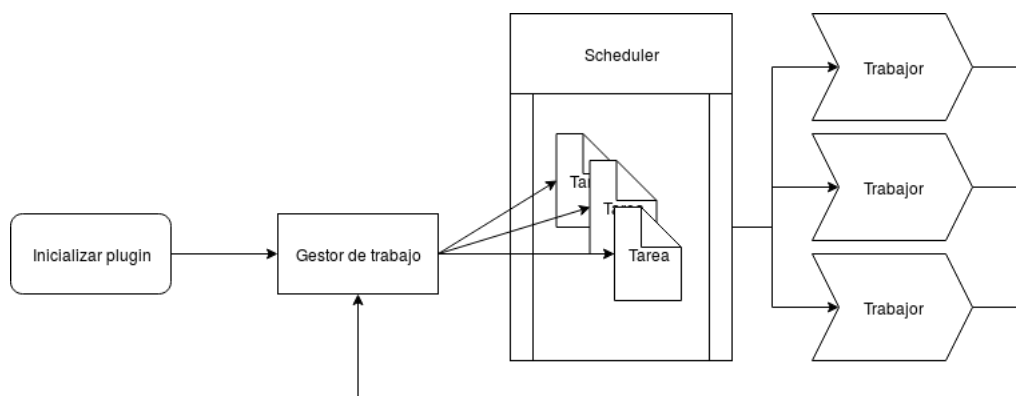 Inicializar plugin
Gestor de trabajo
Scheduler
Tarea
Trabajor
Trabajor
Trabajor